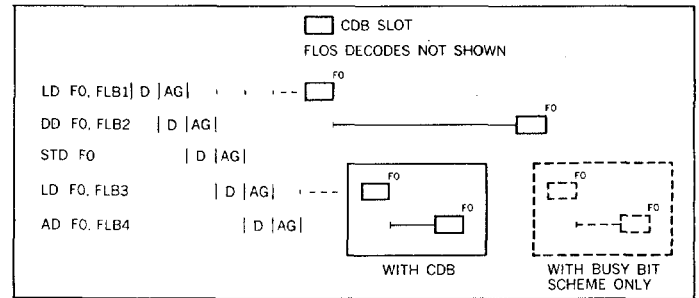 CDB SLOT
FLOS DECODES NOT SHOWN
F0
LD F0, FLB1| D |AG|
F0
DD F0, FLB2 | D |AG|
STD F0 | D |AG|
F0 F0
LD F0, FLB3 | D |AG|
F0 F0
AD F0, FLB4 | D |AG|
WITH CDB
WITH BUSY BIT
SCHEME ONLY